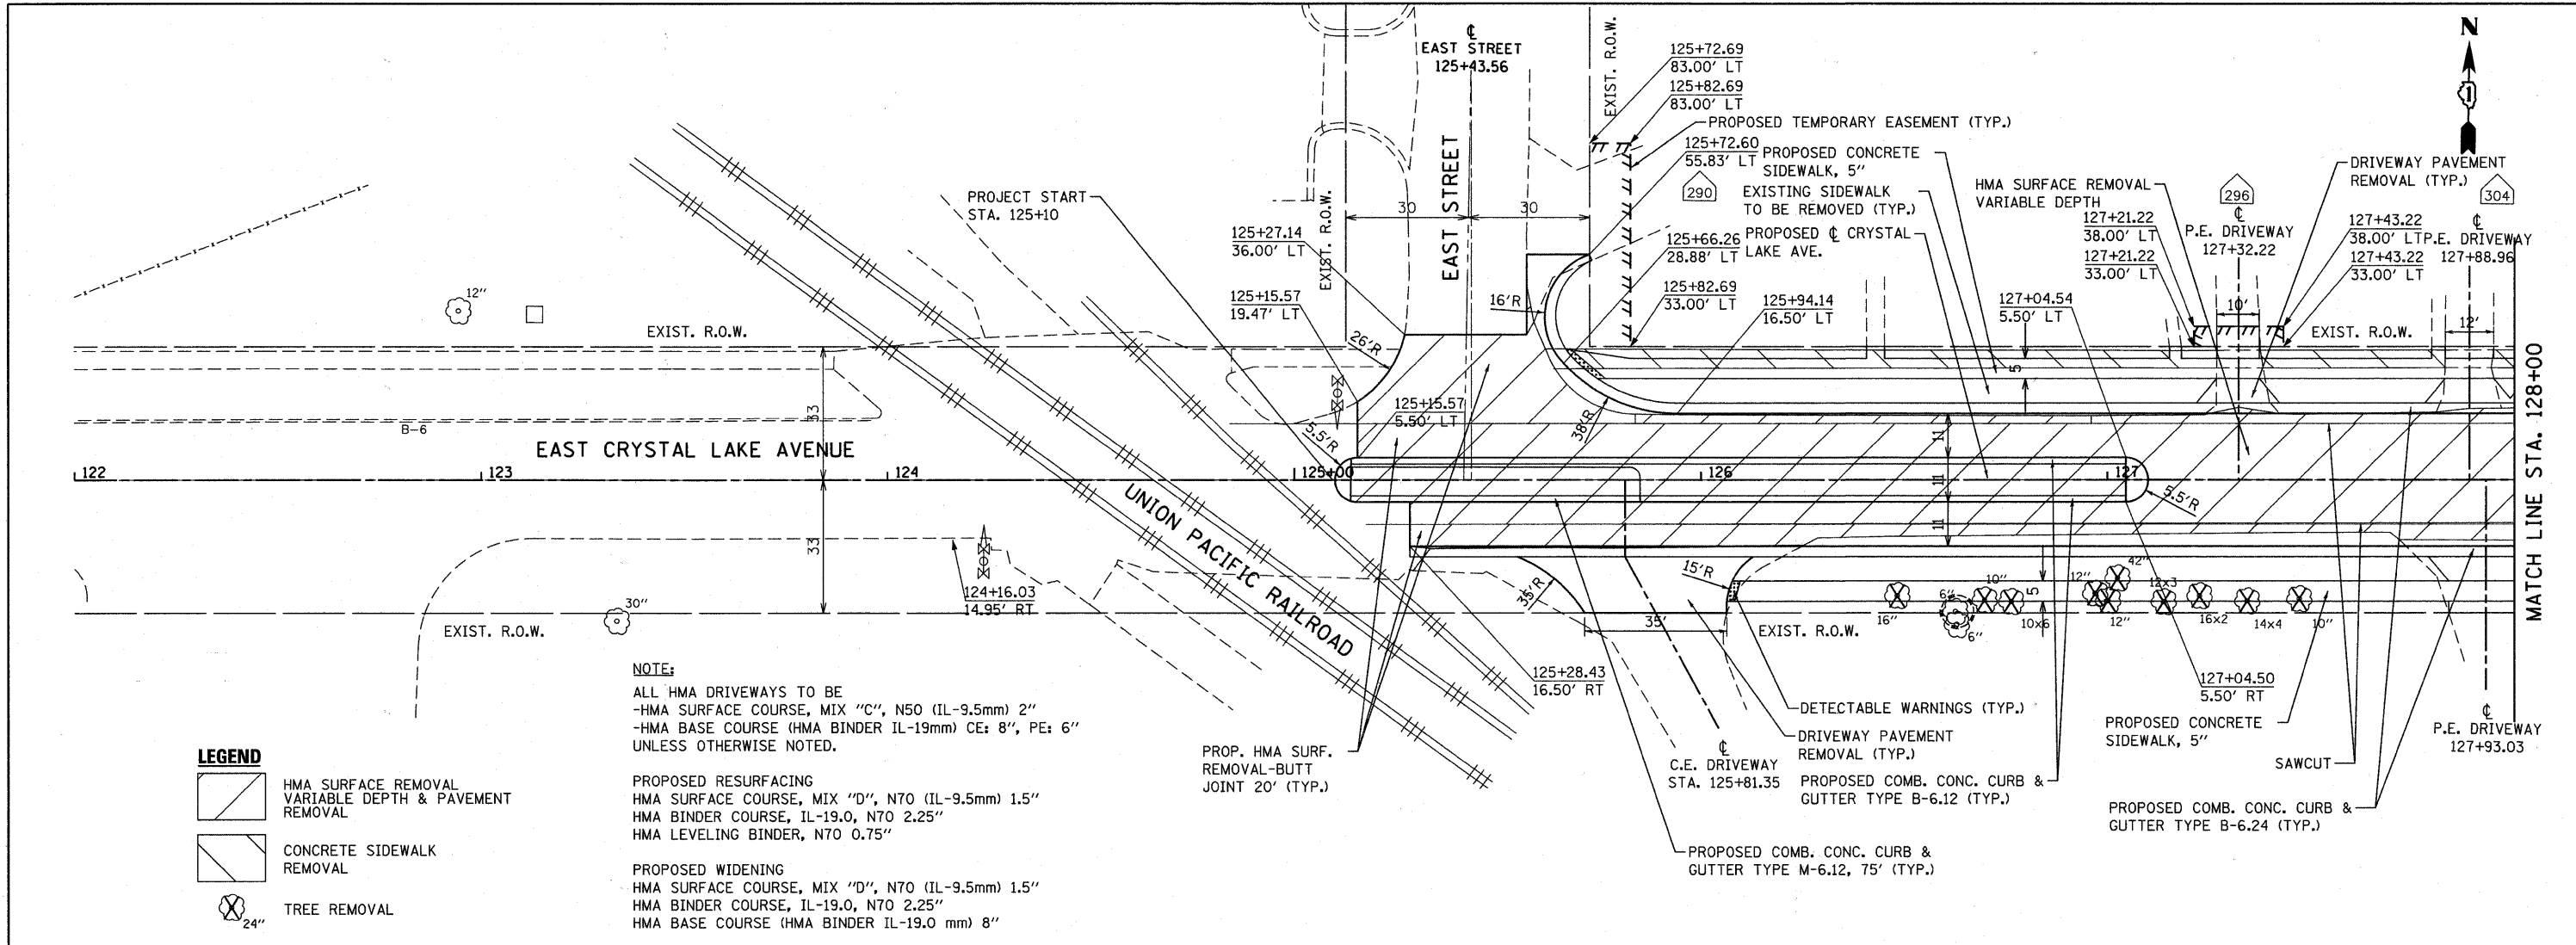 ℄
EAST STREET
125+43.56
EXIST. R.O.W.
125+72.69
83.00' LT
125+82.69
83.00' LT
PROPOSED TEMPORARY EASEMENT (TYP.)
125+72.60
55.83' LT
PROPOSED CONCRETE
SIDEWALK, 5"
290
EXISTING SIDEWALK
TO BE REMOVED (TYP.)
125+66.26
28.88' LT
PROPOSED ℄ CRYSTAL
LAKE AVE.
125+82.69
33.00' LT
125+94.14
16.50' LT
127+04.54
5.50' LT
HMA SURFACE REMOVAL
VARIABLE DEPTH
127+21.22
38.00' LT
127+21.22
33.00' LT
296
℄
P.E. DRIVEWAY
127+32.22
N
1
DRIVEWAY PAVEMENT
REMOVAL (TYP.)
304
127+43.22
38.00' LT
127+43.22
33.00' LT
℄
P.E. DRIVEWAY
127+88.96
10'
12'
EXIST. R.O.W.
MATCH LINE STA. 128+00
PROJECT START
STA. 125+10
EXIST. R.O.W.
EAST STREET
30
30
125+27.14
36.00' LT
125+15.57
19.47' LT
16'R
26'R
38'R
125+15.57
5.50' LT
5.5'R
12"
EXIST. R.O.W.
33
33
B-6
EAST CRYSTAL LAKE AVENUE
122
123
124
125+00
126
127
5
11
11
11
5.5'R
UNION PACIFIC RAILROAD
124+16.03
14.95' RT
30"
EXIST. R.O.W.
35'R
15'R
35'
EXIST. R.O.W.
16"
6"
6"
10"
10x6
5
12"
42"
12"
12x3
16x2
14x4
10"
125+28.43
16.50' RT
127+04.50
5.50' RT
DETECTABLE WARNINGS (TYP.)
DRIVEWAY PAVEMENT
REMOVAL (TYP.)
℄
C.E. DRIVEWAY
STA. 125+81.35
PROPOSED COMB. CONC. CURB &
GUTTER TYPE B-6.12 (TYP.)
PROPOSED CONCRETE
SIDEWALK, 5"
SAWCUT
℄
P.E. DRIVEWAY
127+93.03
PROPOSED COMB. CONC. CURB &
GUTTER TYPE B-6.24 (TYP.)
PROPOSED COMB. CONC. CURB &
GUTTER TYPE M-6.12, 75' (TYP.)
PROP. HMA SURF.
REMOVAL-BUTT
JOINT 20' (TYP.)
NOTE:
ALL HMA DRIVEWAYS TO BE
-HMA SURFACE COURSE, MIX "C", N50 (IL-9.5mm) 2"
-HMA BASE COURSE (HMA BINDER IL-19mm) CE: 8", PE: 6"
UNLESS OTHERWISE NOTED.
PROPOSED RESURFACING
HMA SURFACE COURSE, MIX "D", N70 (IL-9.5mm) 1.5"
HMA BINDER COURSE, IL-19.0, N70 2.25"
HMA LEVELING BINDER, N70 0.75"
PROPOSED WIDENING
HMA SURFACE COURSE, MIX "D", N70 (IL-9.5mm) 1.5"
HMA BINDER COURSE, IL-19.0, N70 2.25"
HMA BASE COURSE (HMA BINDER IL-19.0 mm) 8"
LEGEND
HMA SURFACE REMOVAL
VARIABLE DEPTH & PAVEMENT
REMOVAL
CONCRETE SIDEWALK
REMOVAL
TREE REMOVAL
24"